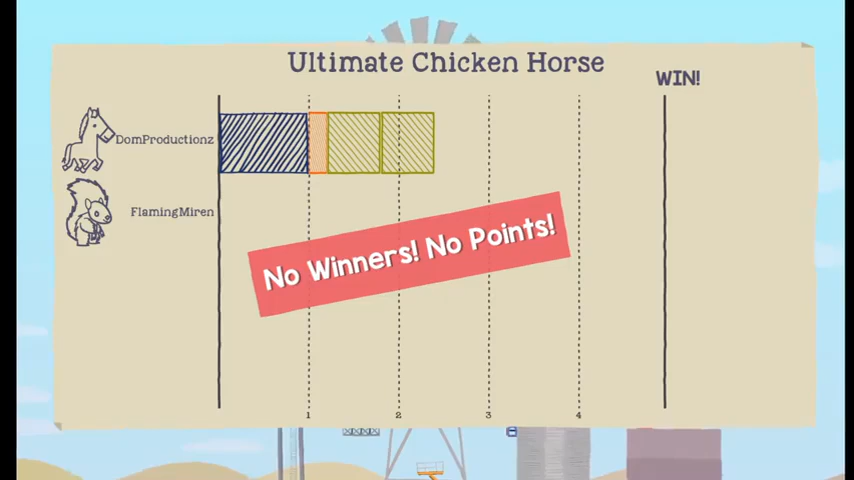 Ultimate Chicken Horse
WIN!
DomProductionz
FlamingMiren
No Winners! No Points!
1 2 3 4